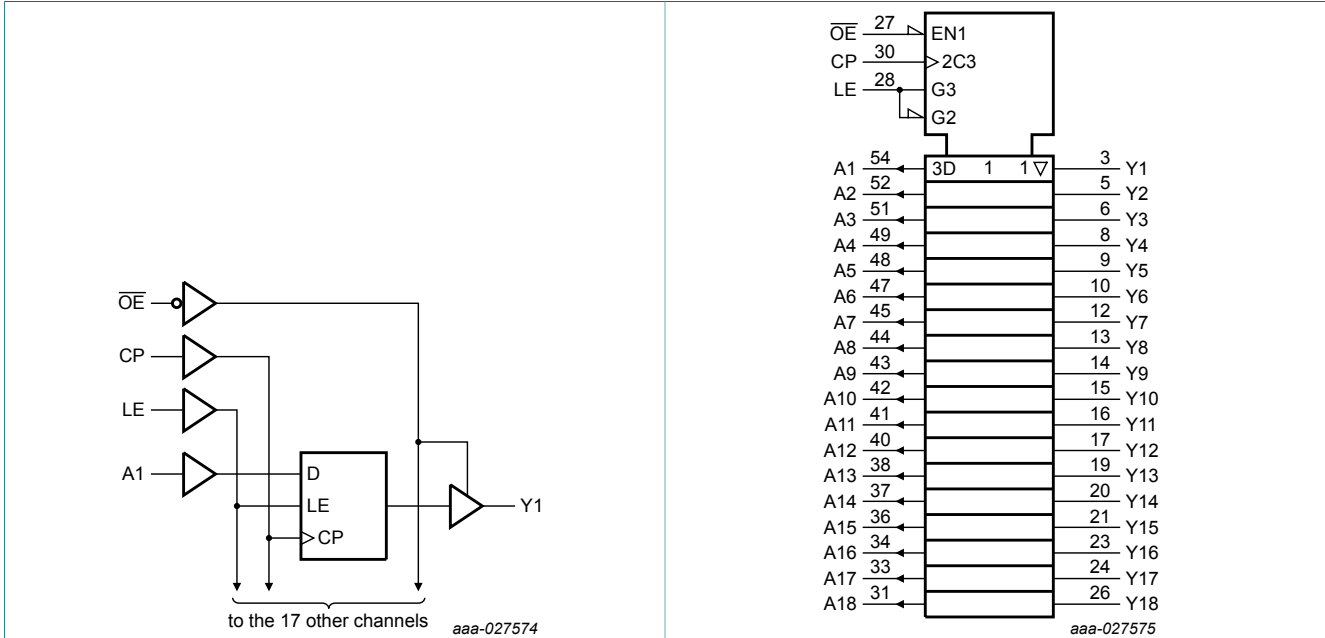 OE
CP
LE
A1
D
LE
CP
Y1
to the 17 other channels
aaa-027574
OE 27 EN1
CP 30 2C3
LE 28 G3
G2
A1 54 3D 1 1 ▽ 3 Y1
A2 52 5 Y2
A3 51 6 Y3
A4 49 8 Y4
A5 48 9 Y5
A6 47 10 Y6
A7 45 12 Y7
A8 44 13 Y8
A9 43 14 Y9
A10 42 15 Y10
A11 41 16 Y11
A12 40 17 Y12
A13 38 19 Y13
A14 37 20 Y14
A15 36 21 Y15
A16 34 23 Y16
A17 33 24 Y17
A18 31 26 Y18
aaa-027575